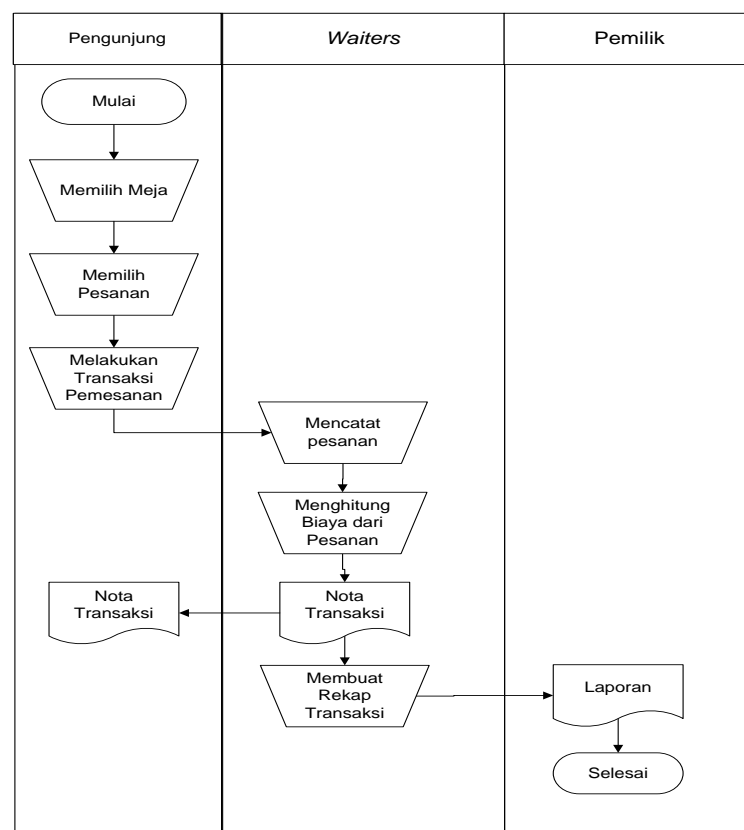 Pengunjung
Waiters
Pemilik
Mulai
Memilih Meja
Memilih
Pesanan
Melakukan
Transaksi
Pemesanan
Mencatat
pesanan
Menghitung
Biaya dari
Pesanan
Nota
Transaksi
Nota
Transaksi
Membuat
Rekap
Transaksi
Laporan
Selesai